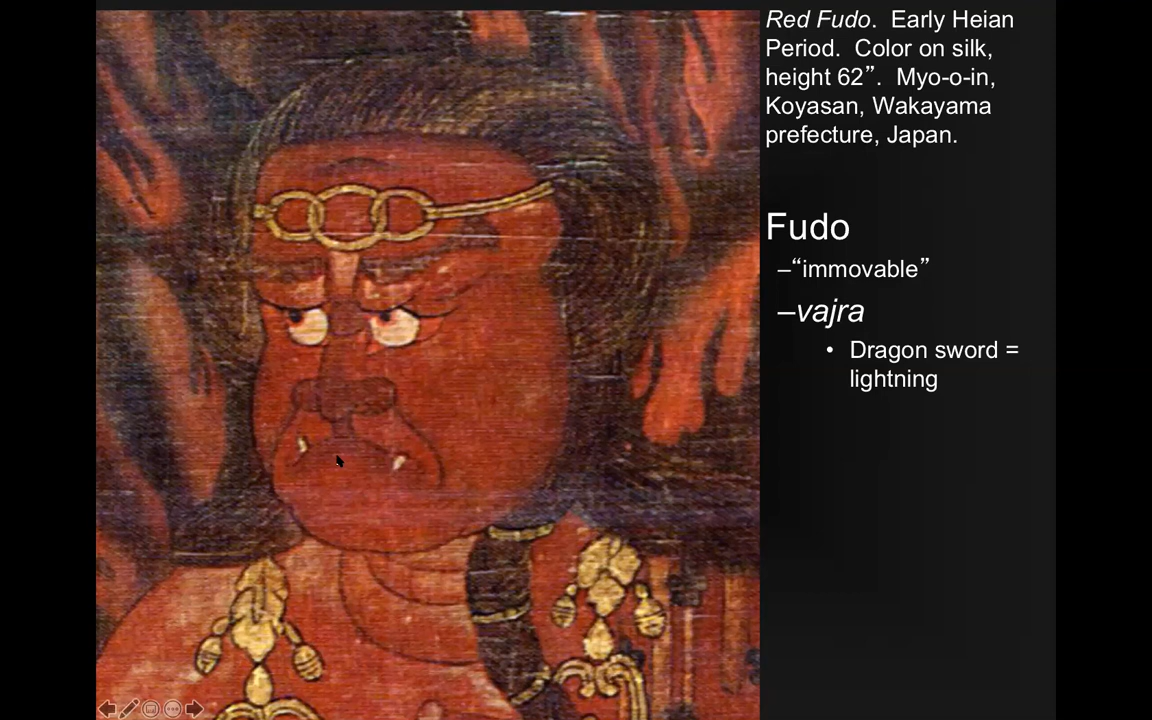 Red Fudo. Early Heian
Period. Color on silk,
height 62”. Myo-o-in,
Koyasan, Wakayama
prefecture, Japan.
Fudo
–“immovable”
–vajra
• Dragon sword =
lightning